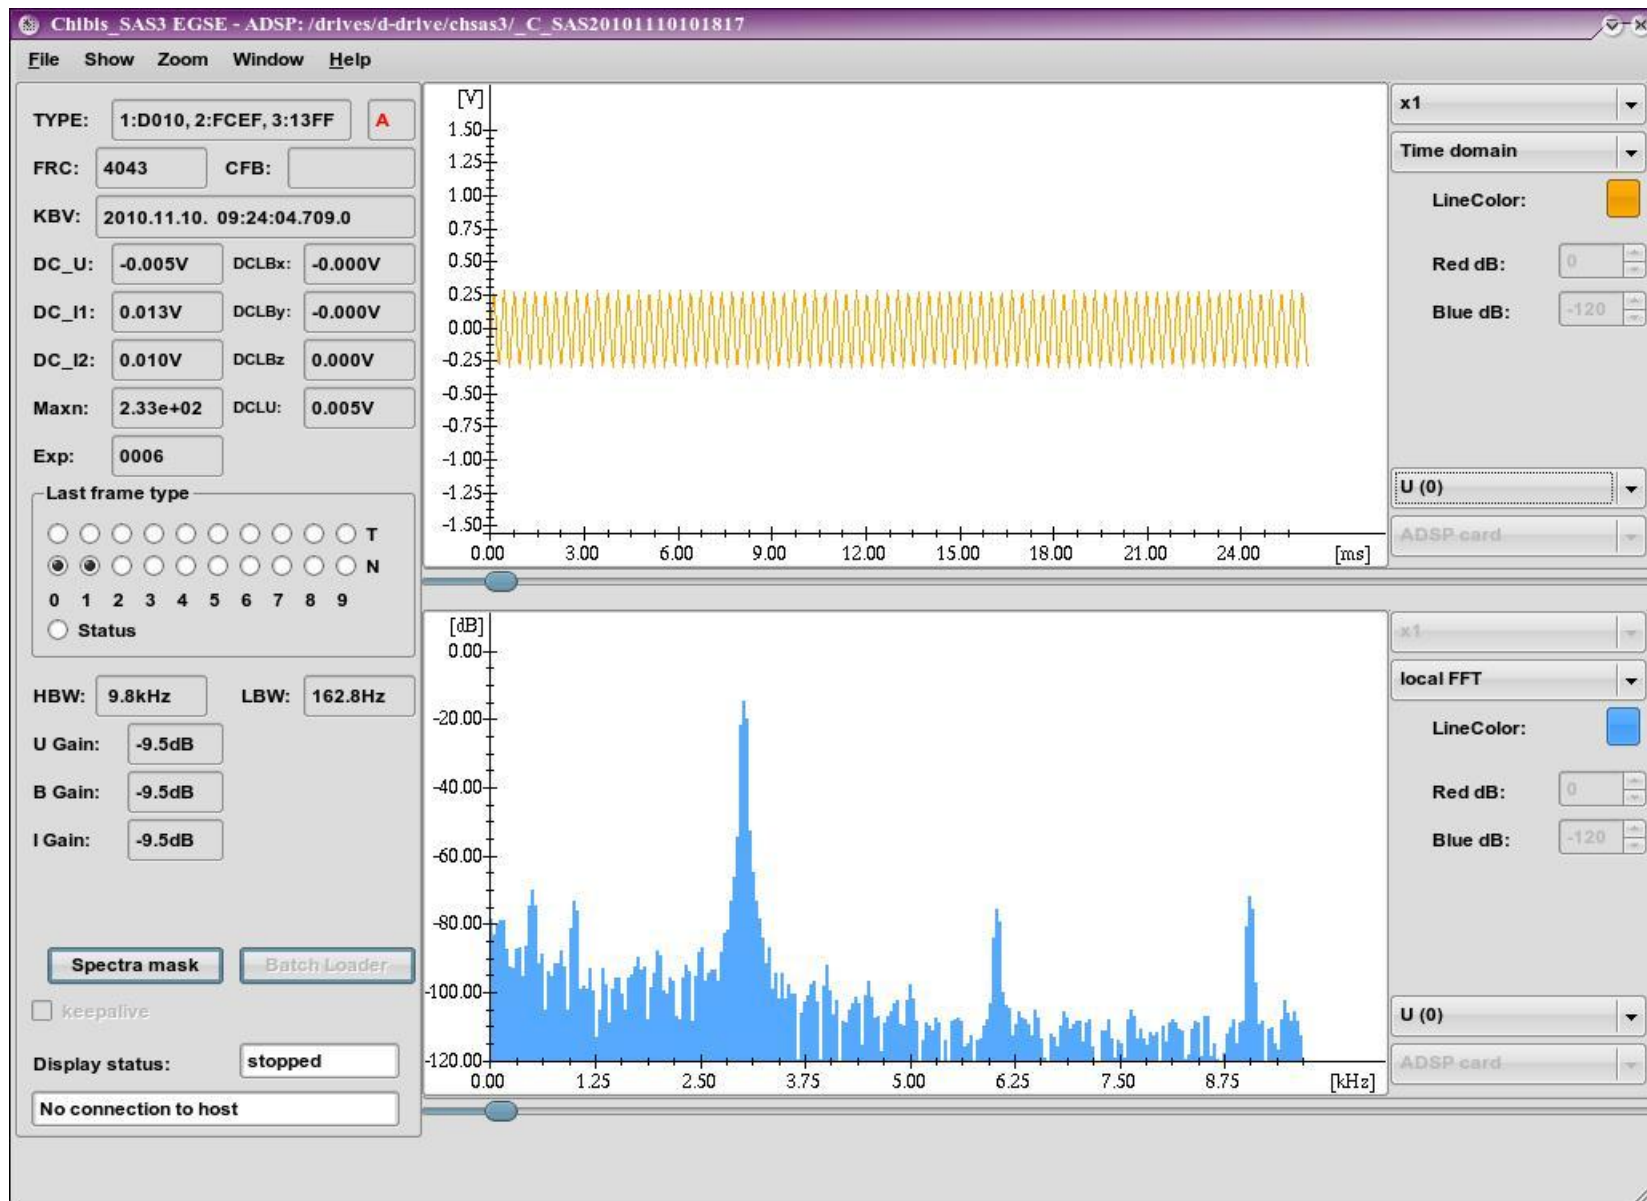 Chibis_SAS3 EGSE - ADSP: /drives/d-drive/chsas3/_C_SAS20101110101817
File Show Zoom Window Help
TYPE: 1:D010, 2:FCEF, 3:13FF A
FRC: 4043 CFB:
KBV: 2010.11.10. 09:24:04.709.0
DC_U: -0.005V DCLBx: -0.000V
DC_I1: 0.013V DCLBy: -0.000V
DC_I2: 0.010V DCLBz 0.000V
Maxn: 2.33e+02 DCLU: 0.005V
Exp: 0006
Last frame type
T
N
0 1 2 3 4 5 6 7 8 9
Status
HBW: 9.8kHz LBW: 162.8Hz
U Gain: -9.5dB
B Gain: -9.5dB
I Gain: -9.5dB
Spectra mask Batch Loader
keepalive
Display status: stopped
No connection to host
[V]
1.50
1.25
1.00
0.75
0.50
0.25
0.00
-0.25
-0.50
-0.75
-1.00
-1.25
-1.50
0.00 3.00 6.00 9.00 12.00 15.00 18.00 21.00 24.00 [ms]
x1
Time domain
LineColor:
Red dB: 0
Blue dB: -120
U (0)
ADSP card
[dB]
0.00
-20.00
-40.00
-60.00
-80.00
-100.00
-120.00
0.00 1.25 2.50 3.75 5.00 6.25 7.50 8.75 [kHz]
x1
local FFT
LineColor:
Red dB: 0
Blue dB: -120
U (0)
ADSP card